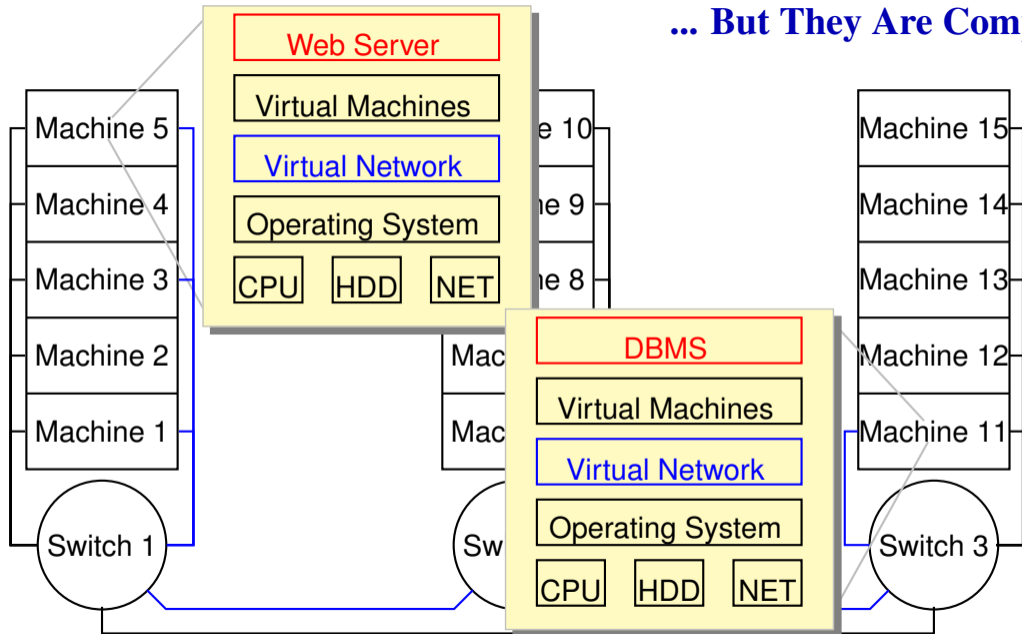 ... But They Are Com
Web Server
Virtual Machines
Virtual Network
Operating System
CPU HDD NET
Machine 5
Machine 4
Machine 3
Machine 2
Machine 1
Switch 1
e 10
ne 9
ne 8
Mac
Mac
Sw
DBMS
Virtual Machines
Virtual Network
Operating System
CPU HDD NET
Machine 15
Machine 14
Machine 13
Machine 12
Machine 11
Switch 3